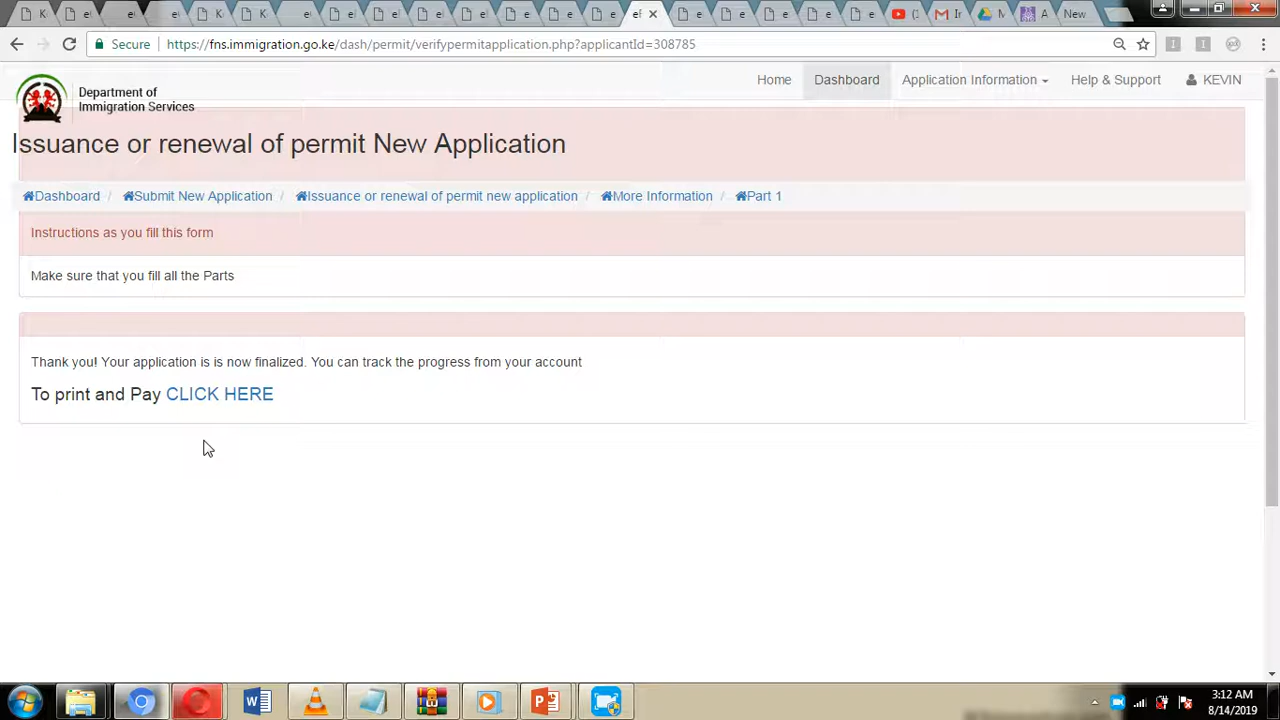 K
e
e
e
K
K
e
e
e
e
e
e
e
e
e
e
e
e
(
M
A
New
Secure
https://fns.immigration.go.ke/dash/permit/verifypermitapplication.php?applicantId=308785
Department of
Immigration Services
Home
Dashboard
Application Information
Help & Support
KEVIN
Issuance or renewal of permit New Application
Dashboard / Submit New Application / Issuance or renewal of permit new application / More Information / Part 1
Instructions as you fill this form
Make sure that you fill all the Parts
Thank you! Your application is is now finalized. You can track the progress from your account
To print and Pay CLICK HERE
3:12 AM
8/14/2019